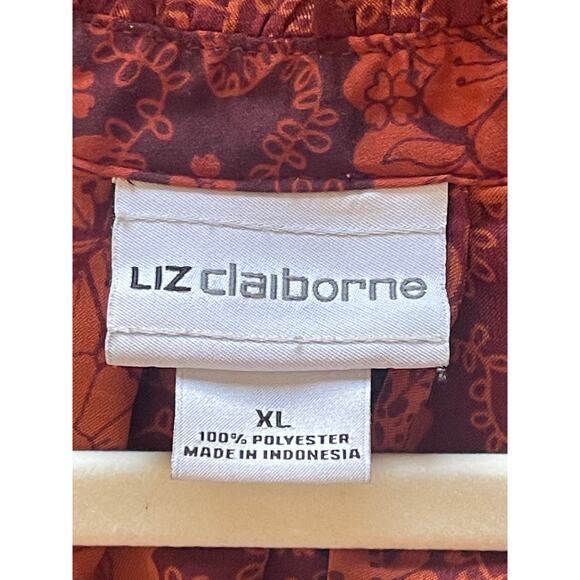 LIZ claiborne
XL
100% POLYESTER
MADE IN INDONESIA